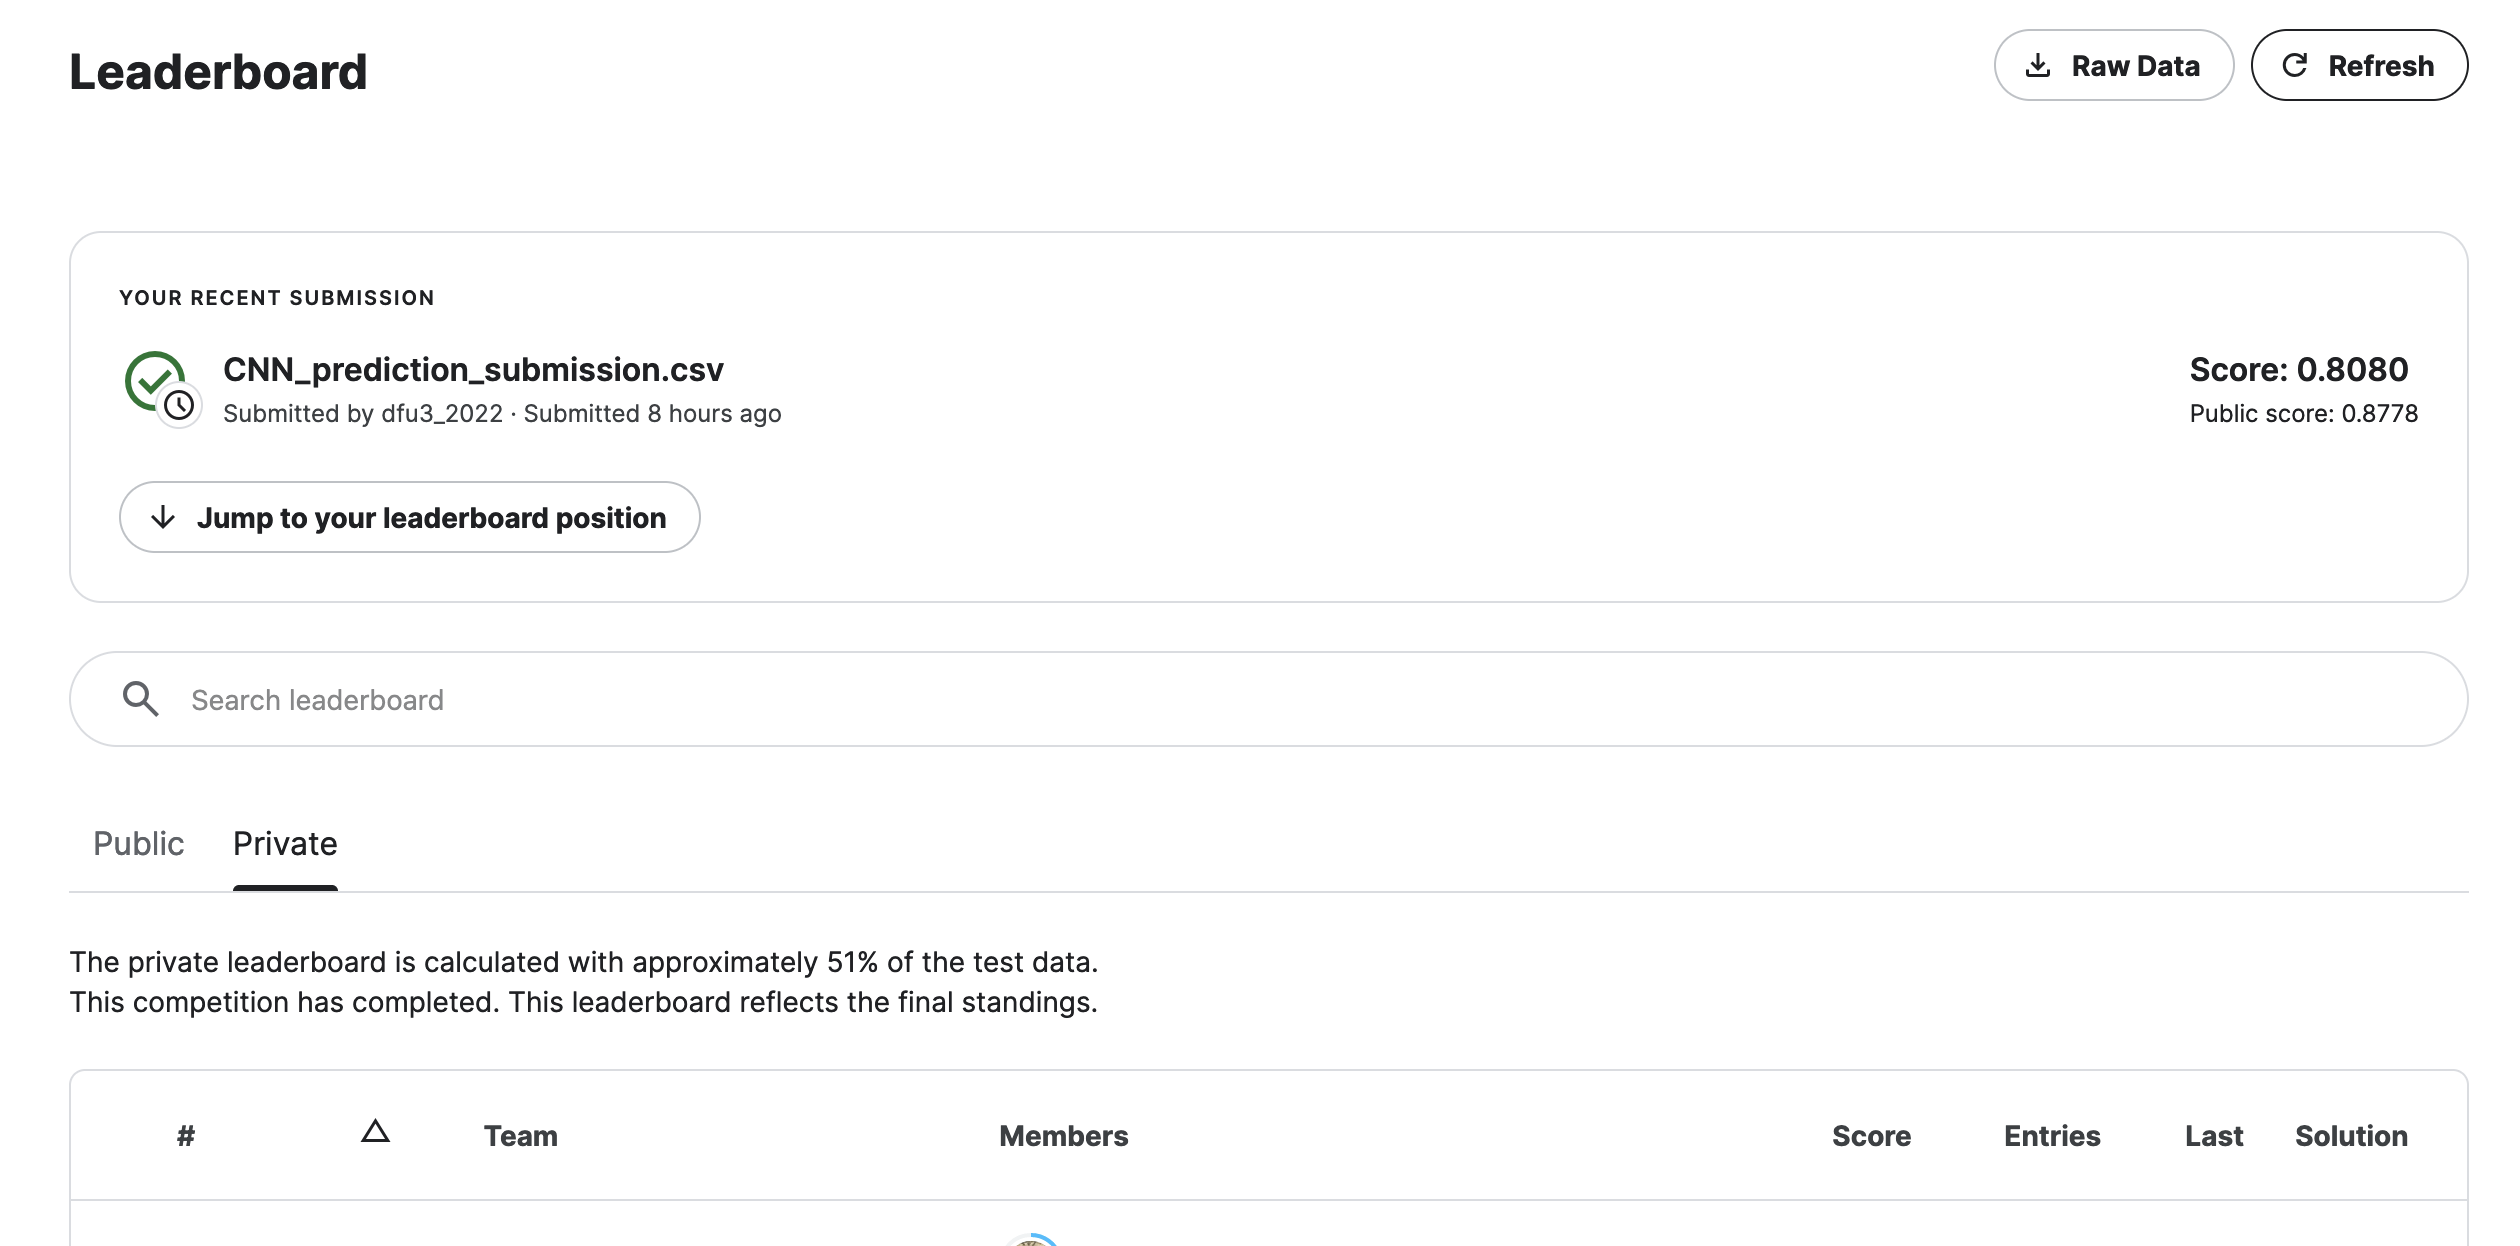 Leaderboard
Raw Data
Refresh
YOUR RECENT SUBMISSION
CNN_prediction_submission.csv
Score: 0.8080
Submitted by dfu3_2022 · Submitted 8 hours ago
Public score: 0.8778
Jump to your leaderboard position
Search leaderboard
Public Private
The private leaderboard is calculated with approximately 51% of the test data.
This competition has completed. This leaderboard reflects the final standings.
# Team Members Score Entries Last Solution